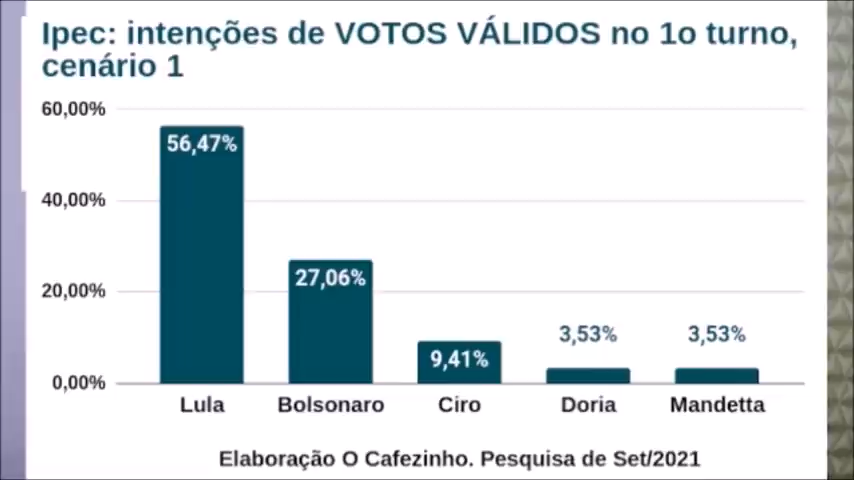 Ipec: intenções de VOTOS VÁLIDOS no 1o turno,
cenário 1
60,00%
56,47%
40,00%
27,06%
20,00%
3,53% 3,53%
9,41%
0,00%
Lula Bolsonaro Ciro Doria Mandetta
Elaboração O Cafezinho. Pesquisa de Set/2021